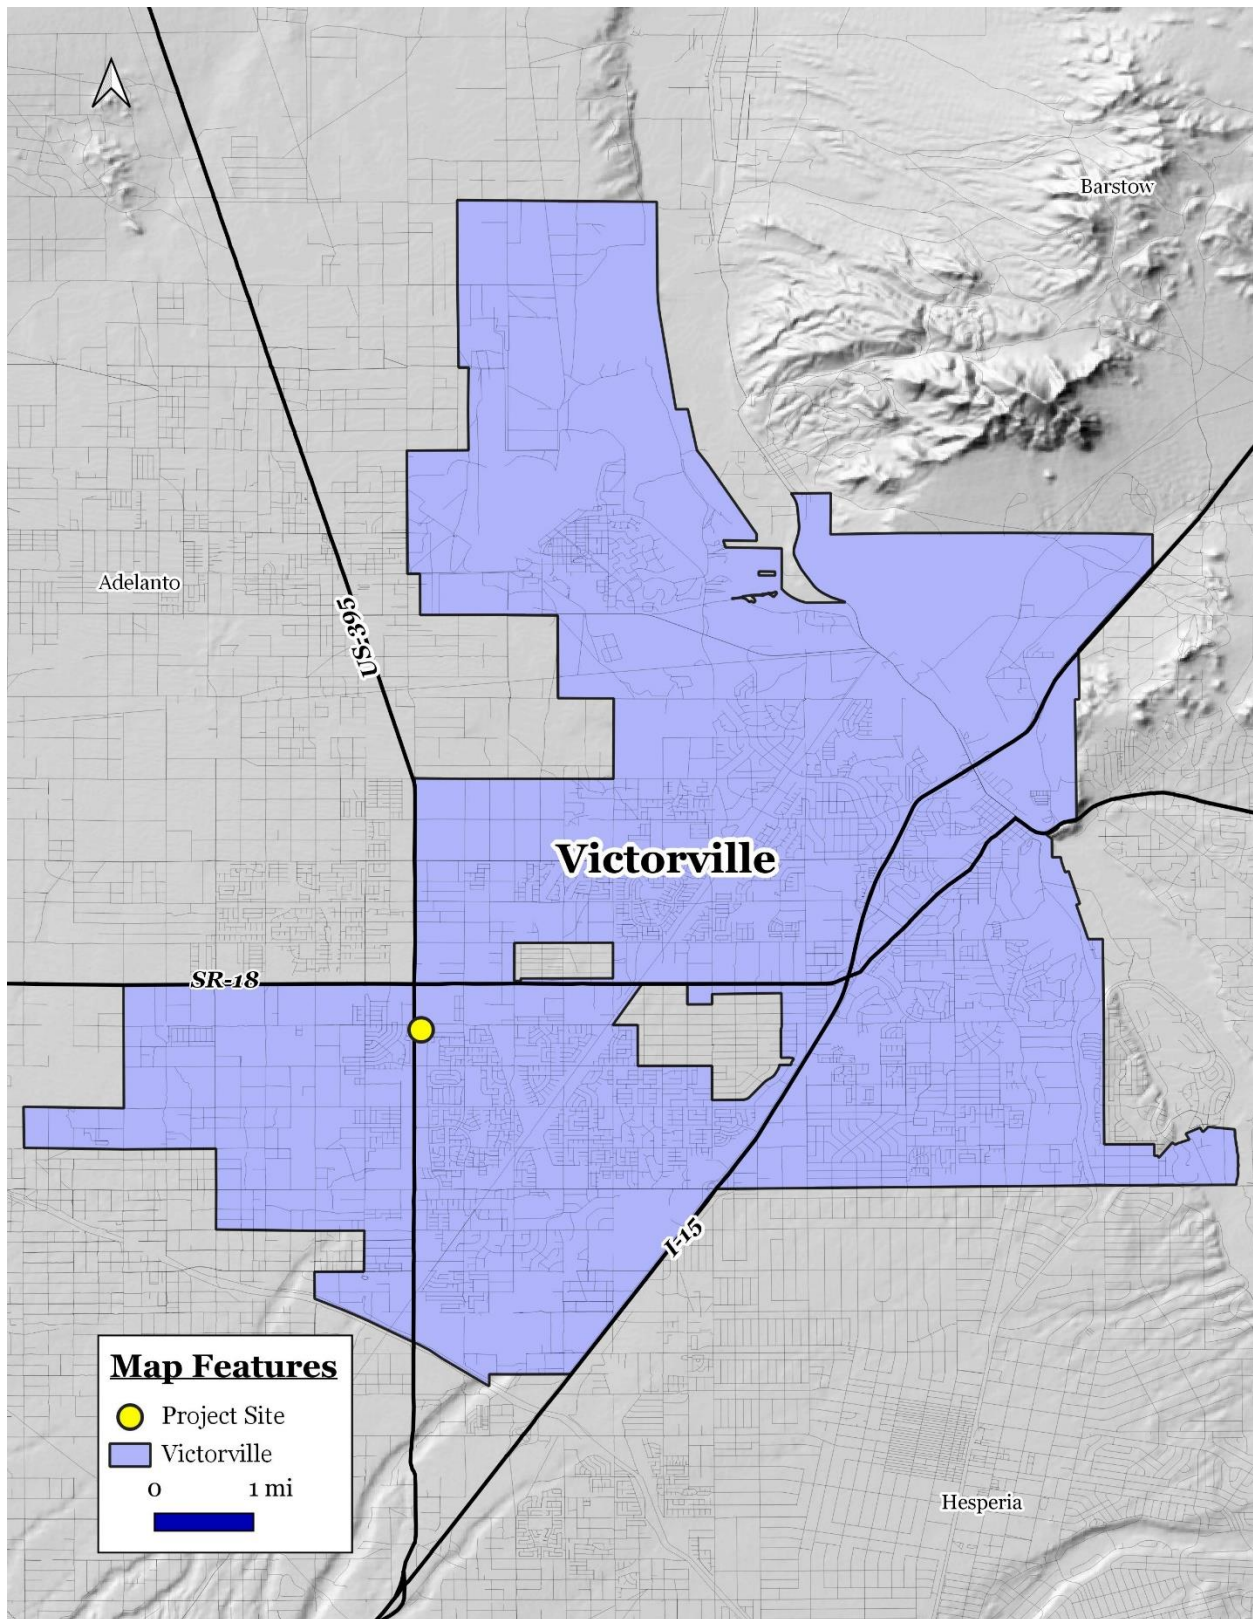 Barstow
Adelanto
US-395
Victorville
SR-18
I-15
Map Features
Project Site
Victorville
0 1 mi
Hesperia